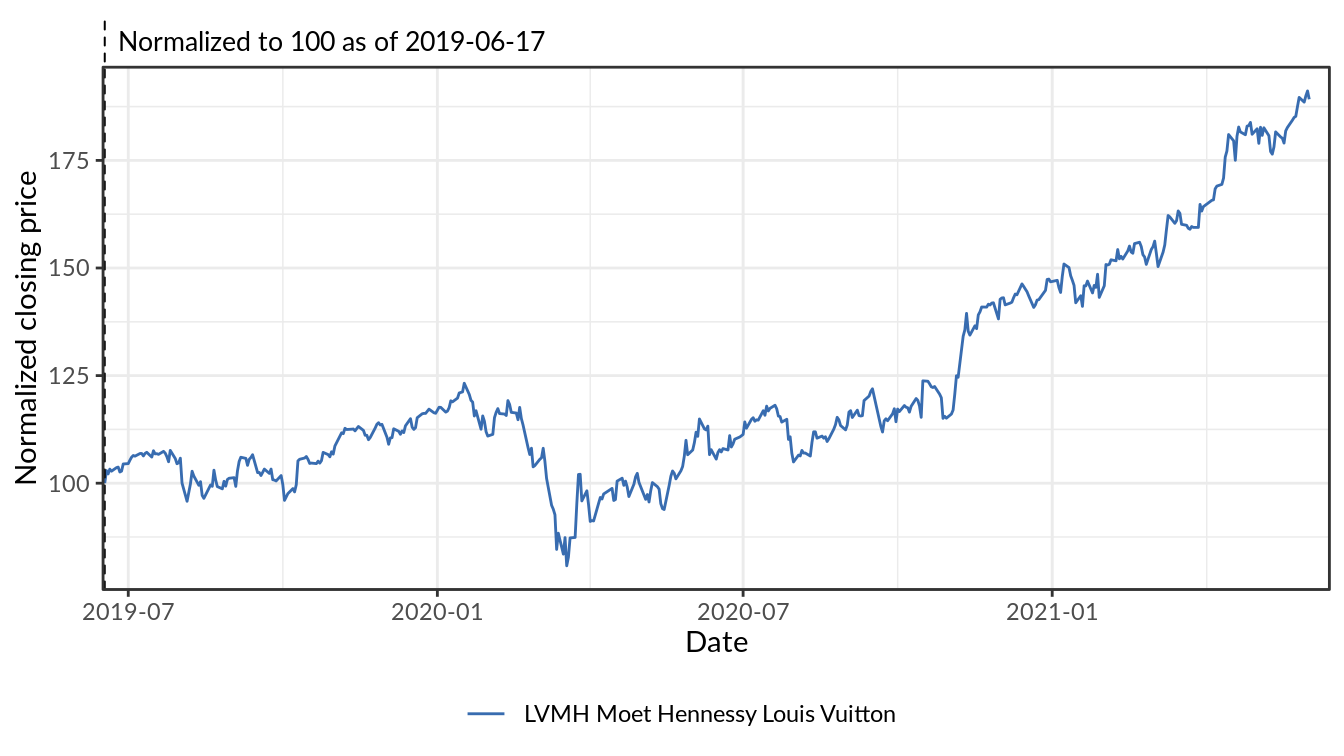 Normalized to 100 as of 2019-06-17
Normalized closing price
175
150
125
100
2019-07 2020-01 2020-07 2021-01
Date
LVMH Moet Hennessy Louis Vuitton